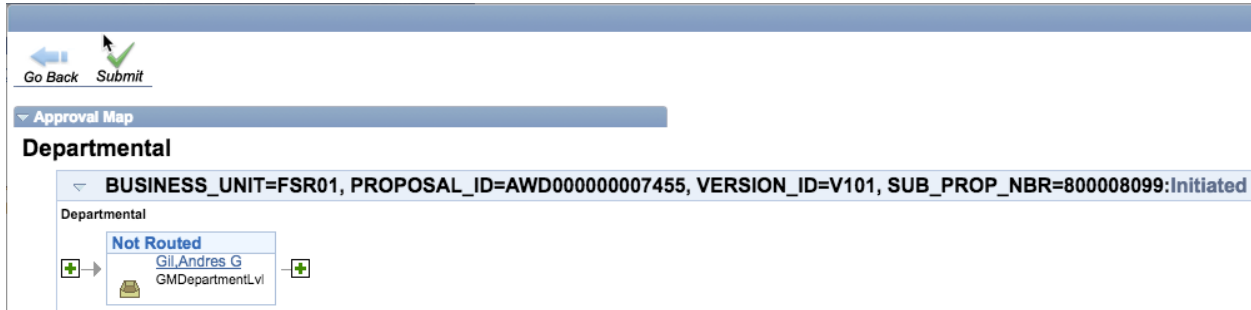 Go Back Submit
Approval Map
Departmental
BUSINESS_UNIT=FSR01, PROPOSAL_ID=AWD000000007455, VERSION_ID=V101, SUB_PROP_NBR=800008099:Initiated
Departmental
Not Routed
Gil,Andres G
GMDepartmentLvl